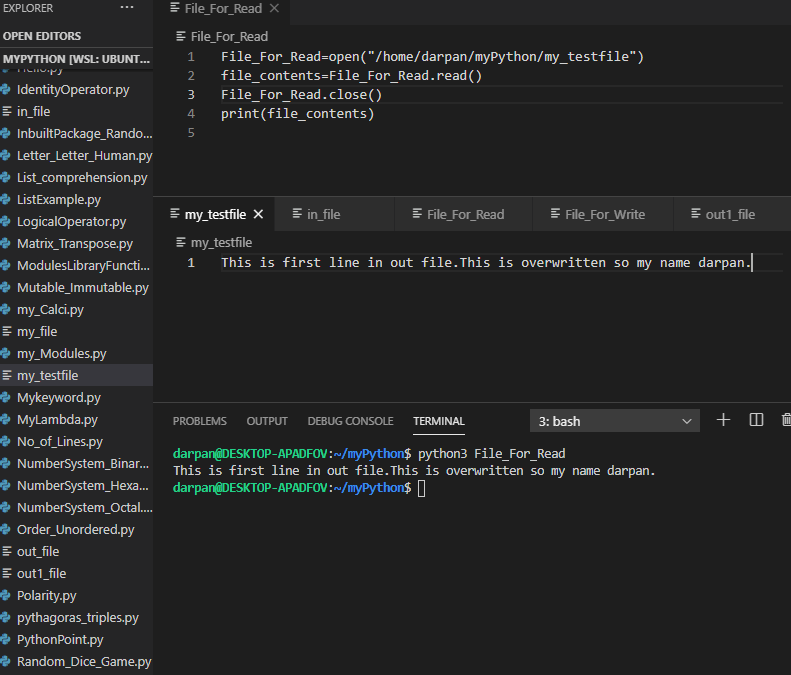 EXPLORER ...
OPEN EDITORS
MYPYTHON [WSL: UBUNT...
Hello.py
IdentityOperator.py
in_file
InbuiltPackage_Rando...
Letter_Letter_Human.py
List_comprehension.py
ListExample.py
LogicalOperator.py
Matrix_Transpose.py
ModulesLibraryFuncti...
Mutable_Immutable.py
my_Calci.py
my_file
my_Modules.py
my_testfile
Mykeyword.py
MyLambda.py
No_of_Lines.py
NumberSystem_Binar...
NumberSystem_Hexa...
NumberSystem_Octal....
Order_Unordered.py
out_file
out1_file
Polarity.py
pythagoras_triples.py
PythonPoint.py
Random_Dice_Game.py
File_For_Read
File_For_Read
1 File_For_Read=open("/home/darpan/myPython/my_testfile")
2 file_contents=File_For_Read.read()
3 File_For_Read.close()
4 print(file_contents)
5
my_testfile in_file File_For_Read File_For_Write out1_file
my_testfile
1 This is first line in out file.This is overwritten so my name darpan.
PROBLEMS OUTPUT DEBUG CONSOLE TERMINAL 3: bash
darpan@DESKTOP-APADFOV:~/myPython$ python3 File_For_Read
This is first line in out file.This is overwritten so my name darpan.
darpan@DESKTOP-APADFOV:~/myPython$